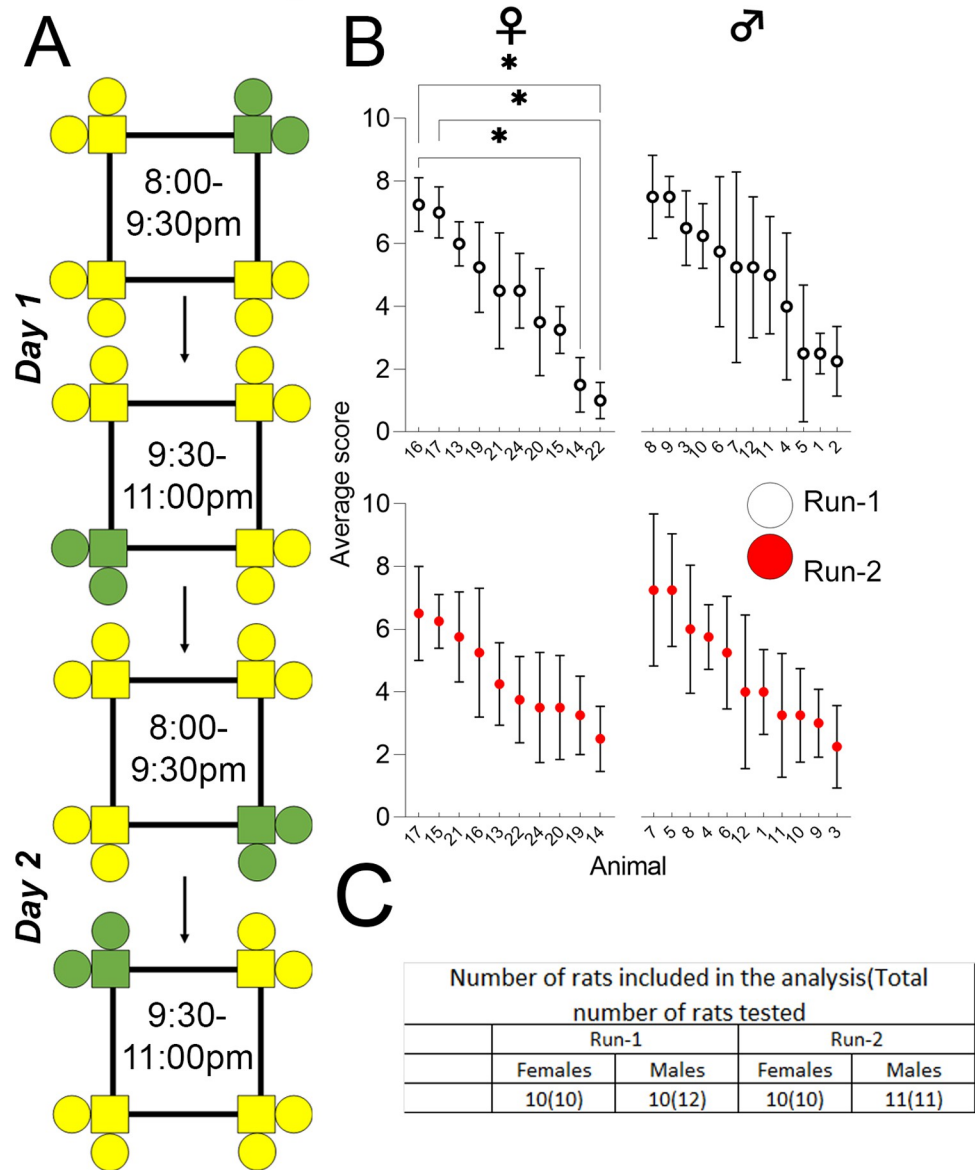 A
Day 1
8:00-
9:30pm
9:30-
11:00pm
Day 2
8:00-
9:30pm
9:30-
11:00pm
B
♀ ♂
*
*
*
Average score
10
8
6
4
2
0
16 17 13 19 21 24 20 15 14 22
8 9 3 10 6 7 12 11 4 5 1 2
Run-1
Run-2
10
8
6
4
2
0
17 15 21 16 13 22 24 20 19 14
7 5 8 4 6 12 1 11 10 9 3
Animal
C
Number of rats included in the analysis(Total
number of rats tested
Run-1 Run-2
Females Males Females Males
10(10) 10(12) 10(10) 11(11)